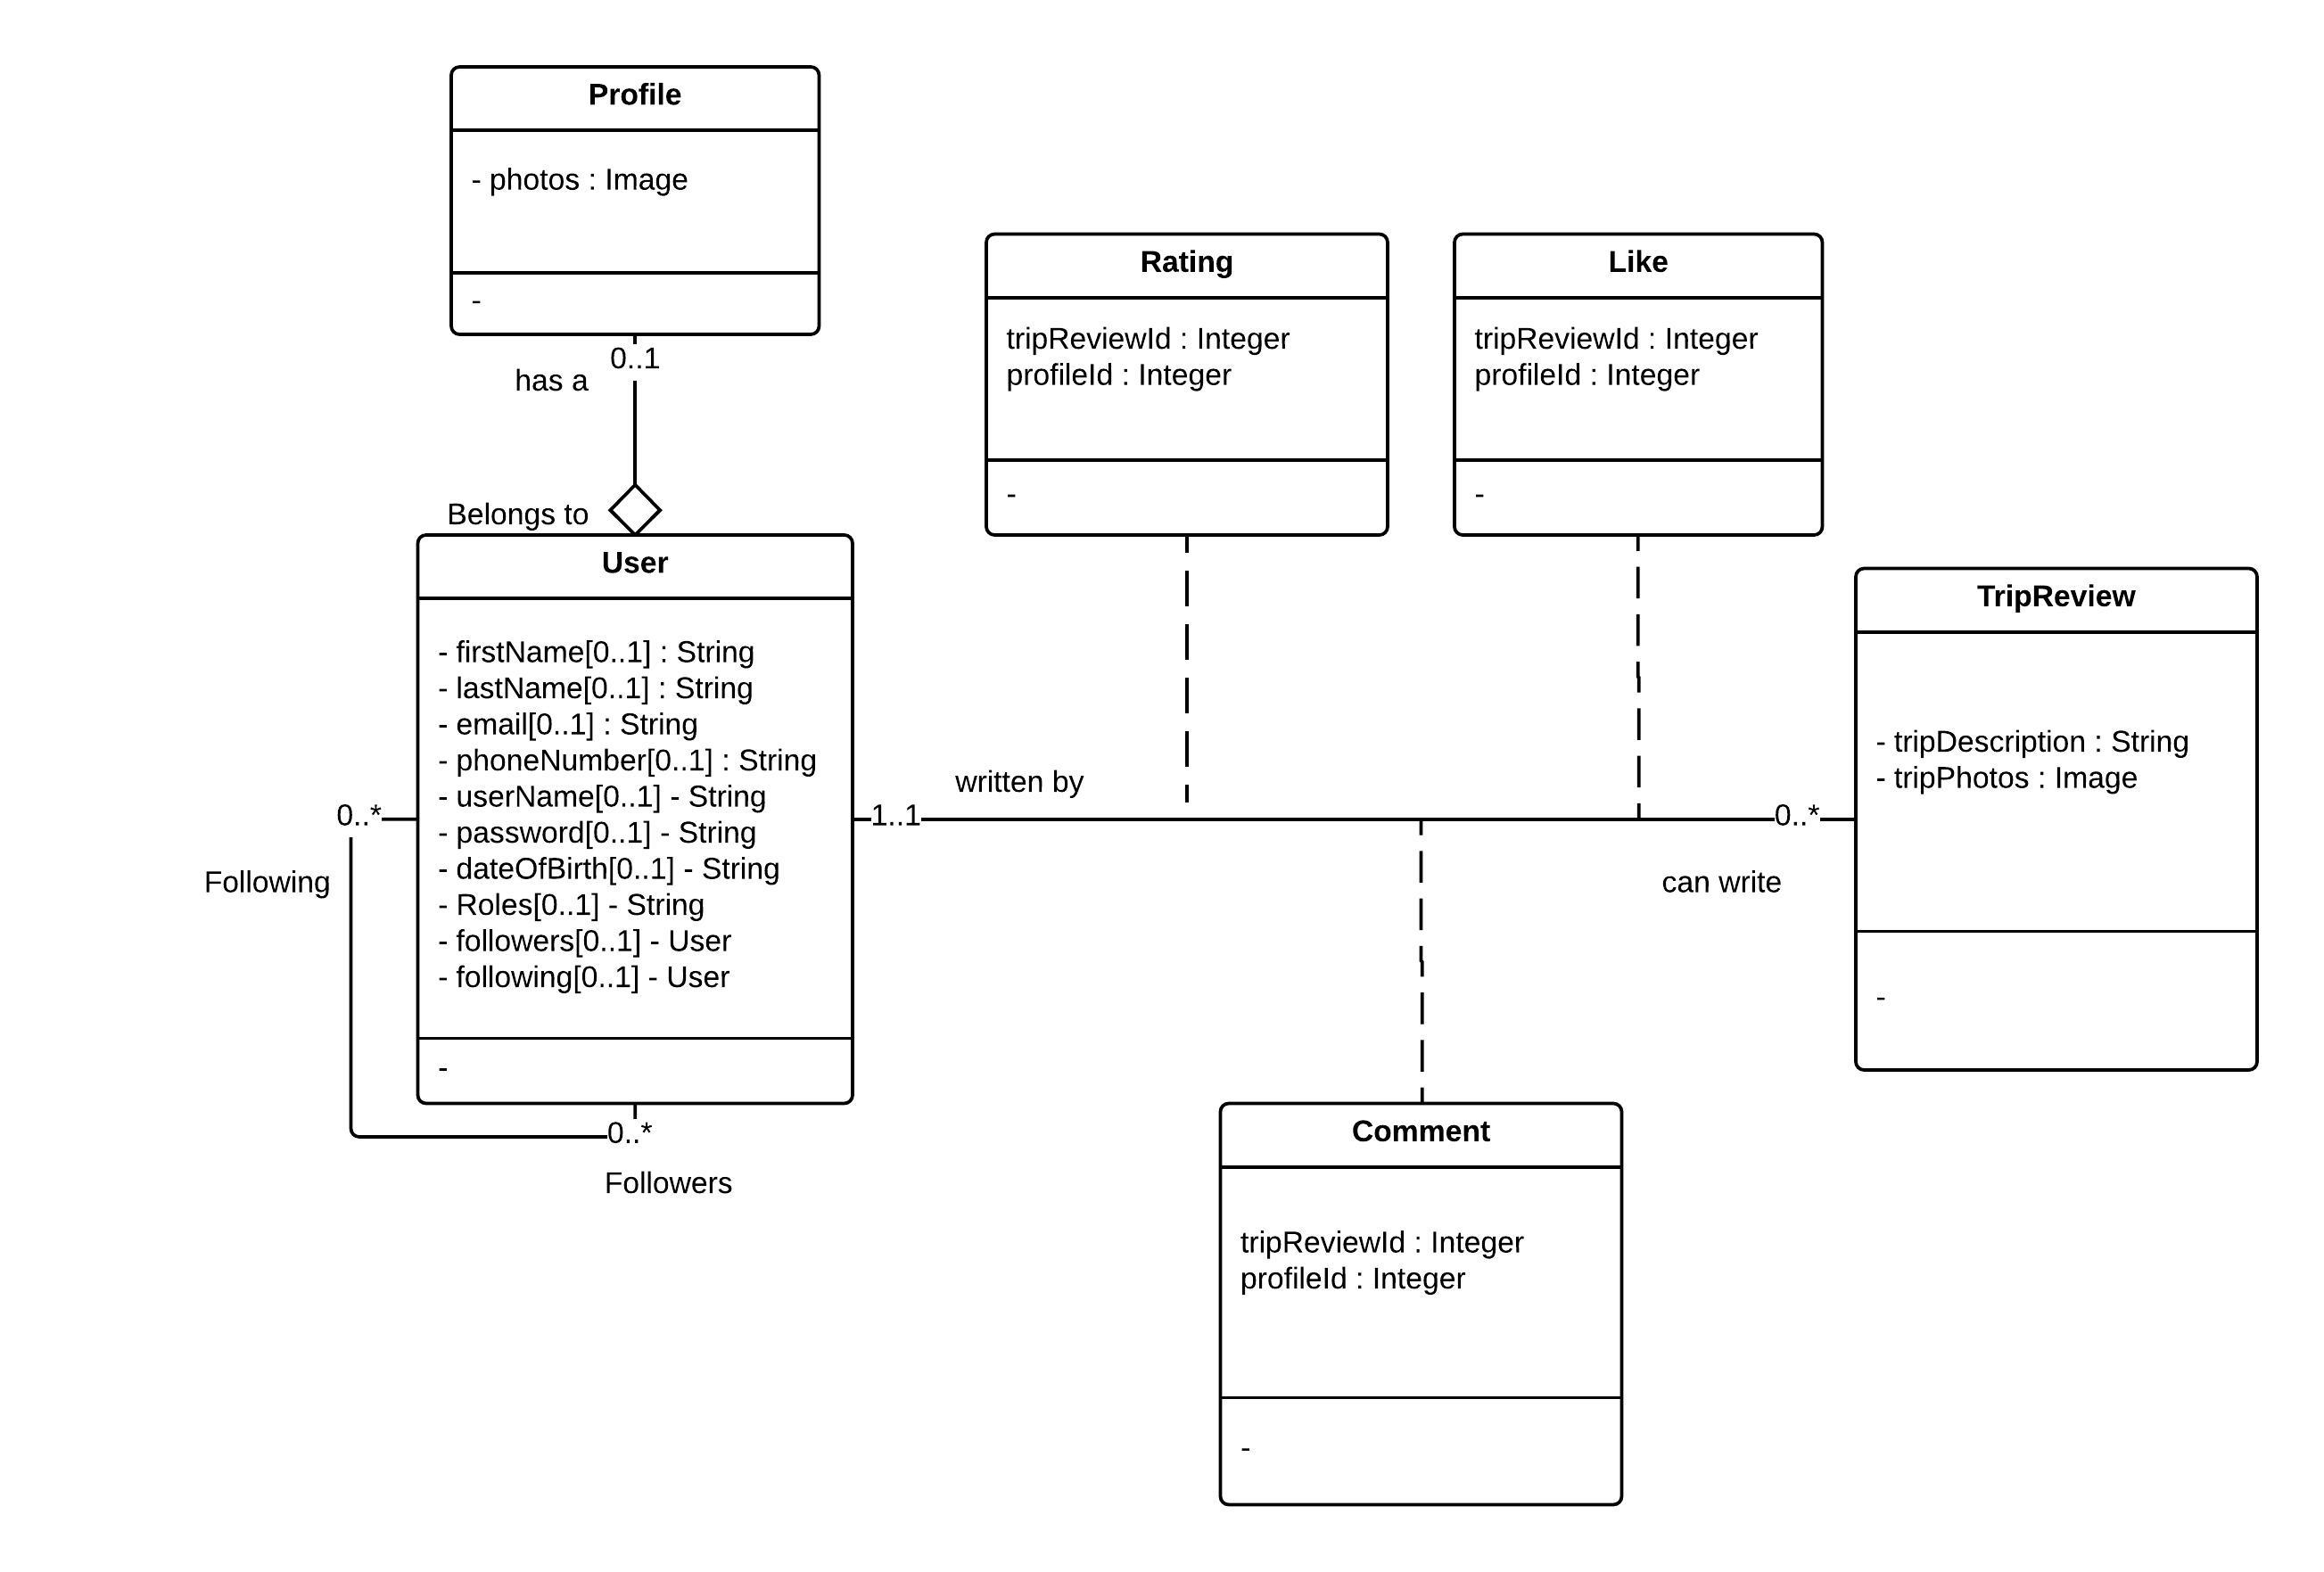 Profile
- photos : Image
-
0..1
has a
Belongs to
User
- firstName[0..1] : String
- lastName[0..1] : String
- email[0..1] : String
- phoneNumber[0..1] : String
- userName[0..1] - String
- password[0..1] - String
- dateOfBirth[0..1] - String
- Roles[0..1] - String
- followers[0..1] - User
- following[0..1] - User
-
0..*
Following
0..*
Followers
1..1
written by
Rating
tripReviewId : Integer
profileId : Integer
-
Like
tripReviewId : Integer
profileId : Integer
-
0..*
can write
TripReview
- tripDescription : String
- tripPhotos : Image
-
Comment
tripReviewId : Integer
profileId : Integer
-